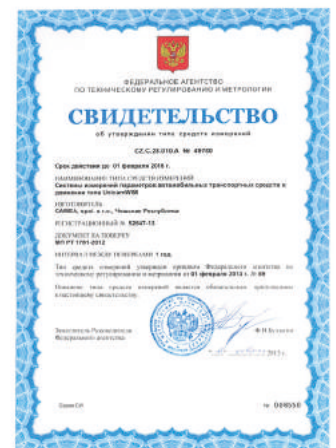 ФЕДЕРАЛЬНОЕ АГЕНТСТВО
ПО ТЕХНИЧЕСКОМУ РЕГУЛИРОВАНИЮ И МЕТРОЛОГИИ
СВИДЕТЕЛЬСТВО
об утверждении типа средств измерений
CZ.C.28.010.A № 49760
Срок действия до 01 февраля 2018 г.
НАИМЕНОВАНИЕ ТИПА СРЕДСТВ ИЗМЕРЕНИЙ
Системы измерений параметров автомобильных транспортных средств в
движении типа UnicamWIM
ИЗГОТОВИТЕЛЬ
CAMEA, spol. s r.o., Чешская Республика
РЕГИСТРАЦИОННЫЙ № 52647-13
ДОКУМЕНТ НА ПОВЕРКУ
МП РТ 1761-2012
ИНТЕРВАЛ МЕЖДУ ПОВЕРКАМИ 1 год
Тип средств измерений утвержден приказом Федерального агентства по
техническому регулированию и метрологии от 01 февраля 2013 г. №
Описание типа средств измерений является обязательным приложением
к настоящему свидетельству.
Заместитель Руководителя
Федерального агентства
Ф.В.Булыгин
2013 г.
Серия СИ
№ 008550